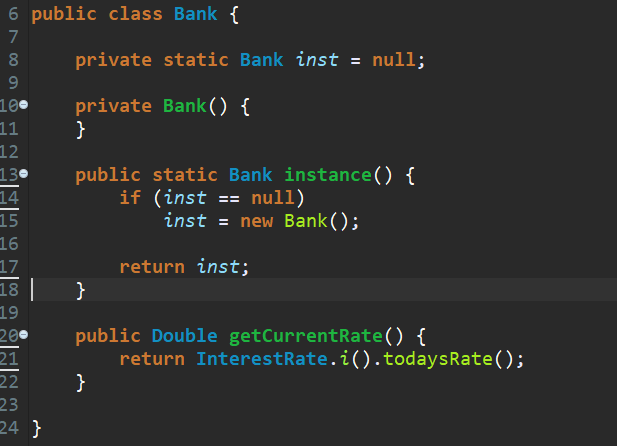 6 public class Bank {
7
8     private static Bank inst = null;
9
10     private Bank() {
11     }
12
13     public static Bank instance() {
14         if (inst == null)
15             inst = new Bank();
16
17         return inst;
18     }
19
20     public Double getCurrentRate() {
21         return InterestRate.i().todaysRate();
22     }
23
24 }